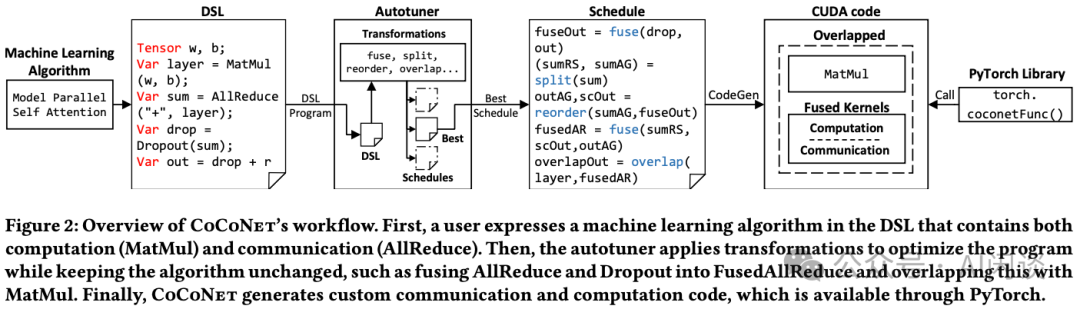 DSL
Autotuner
Schedule
CUDA code
Machine Learning
Algorithm
Model Parallel
Self Attention
Tensor w, b;
Var layer = MatMul
(w, b);
Var sum = AllReduce
("+", layer);
Var drop =
Dropout(sum);
Var out = drop + r
DSL
Program
Transformations
fuse, split,
reorder, overlap...
DSL
Best
Schedules
Best
Schedule
fuseOut = fuse(drop,
out)
(sumRS, sumAG) =
split(sum)
outAG,scOut =
reorder(sumAG,fuseOut)
fusedAR = fuse(sumRS,
scOut,outAG)
overlapOut = overlap(
layer,fusedAR)
CodeGen
Overlapped
MatMul
Fused Kernels
Computation
Communication
Call
PyTorch Library
torch.
coconetFunc()
Figure 2: Overview of CoCoNet's workflow. First, a user expresses a machine learning algorithm in the DSL that contains both
computation (MatMul) and communication (AllReduce). Then, the autotuner applies transformations to optimize the program
while keeping the algorithm unchanged, such as fusing AllReduce and Dropout into FusedAllReduce and overlapping this with
MatMul. Finally, CoCoNet generates custom communication and computation code, which is available through PyTorch.
公众号 · AI闲谈